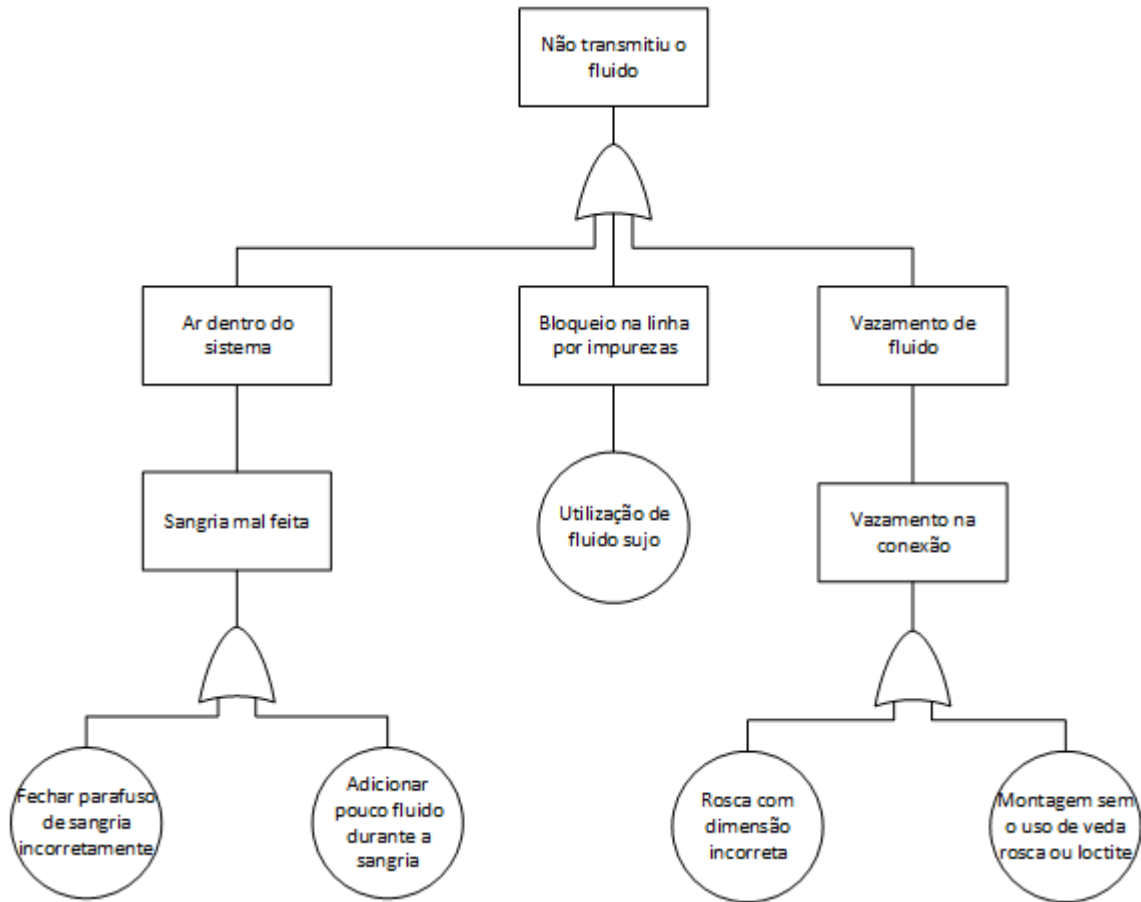 Não transmitiu o
fluido
Ar dentro do
sistema
Bloqueio na linha
por impurezas
Vazamento de
fluido
Sangria mal feita
Utilização de
fluido sujo
Vazamento na
conexão
Fechar parafuso
de sangria
incorretamente
Adicionar
pouco fluido
durante a
sangria
Rosca com
dimensão
incorreta
Montagem sem
o uso de veda
rosca ou loctite